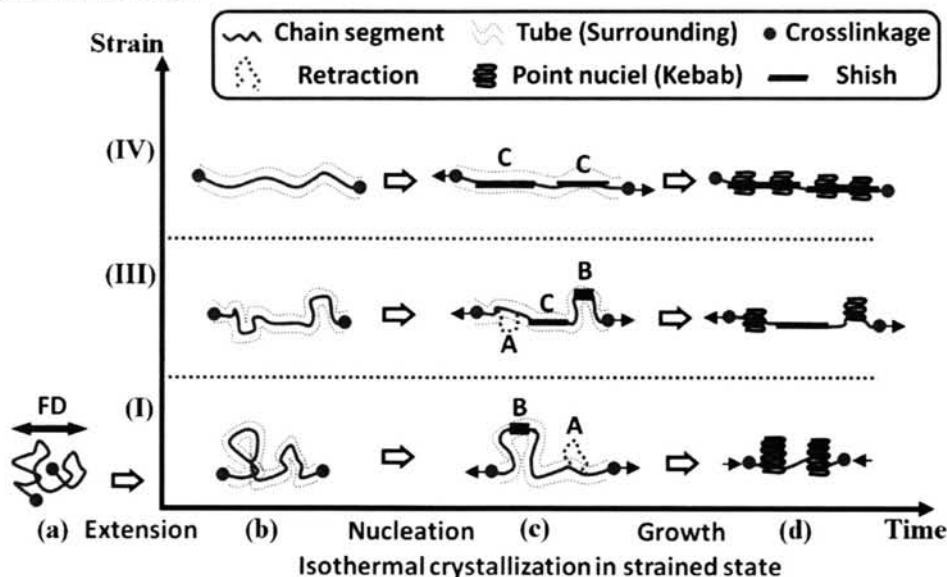 Strain
Chain segment Tube (Surrounding) Crosslinkage
Retraction Point nuciel (Kebab) Shish
(IV)
C C
(III)
B
C
A
(I)
FD
B A
(a) Extension (b) Nucleation (c) Growth (d) Time
Isothermal crystallization in strained state